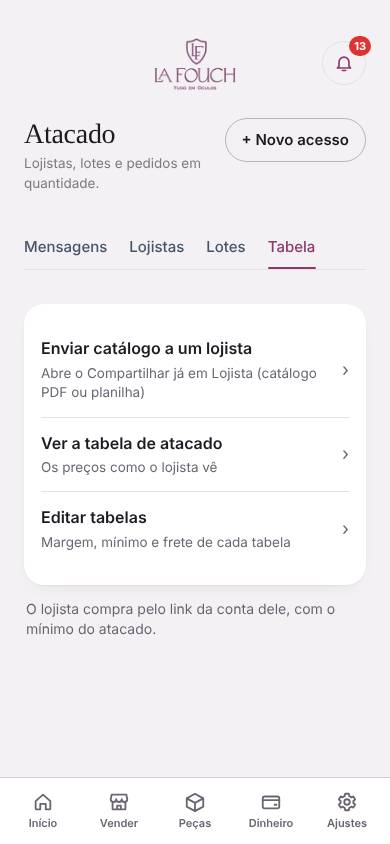 LF
LA FOUCH
Tudo em Óculos
13
Atacado
+ Novo acesso
Lojistas, lotes e pedidos em
quantidade.
Mensagens Lojistas Lotes Tabela
Enviar catálogo a um lojista
Abre o Compartilhar já em Lojista (catálogo
PDF ou planilha)
Ver a tabela de atacado
Os preços como o lojista vê
Editar tabelas
Margem, mínimo e frete de cada tabela
O lojista compra pelo link da conta dele, com o
mínimo do atacado.
Início Vender Peças Dinheiro Ajustes